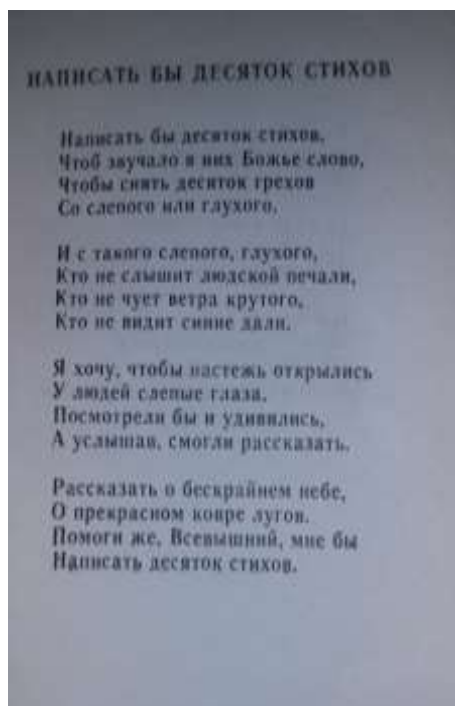 НАПИСАТЬ БЫ ДЕСЯТОК СТИХОВ
Написать бы десяток стихов,
Чтоб звучало в них Божье слово,
Чтобы снять десяток грехов
Со слепого или глухого.
И с такого слепого, глухого,
Кто не слышит людской печали,
Кто не чует ветра крутого,
Кто не видит синие дали.
Я хочу, чтобы настежь открылись
У людей слепые глаза.
Посмотрели бы и удивились,
А услышав, смогли рассказать.
Рассказать о бескрайнем небе,
О прекрасном ковре лугов.
Помоги же, Всевышний, мне бы
Написать десяток стихов.